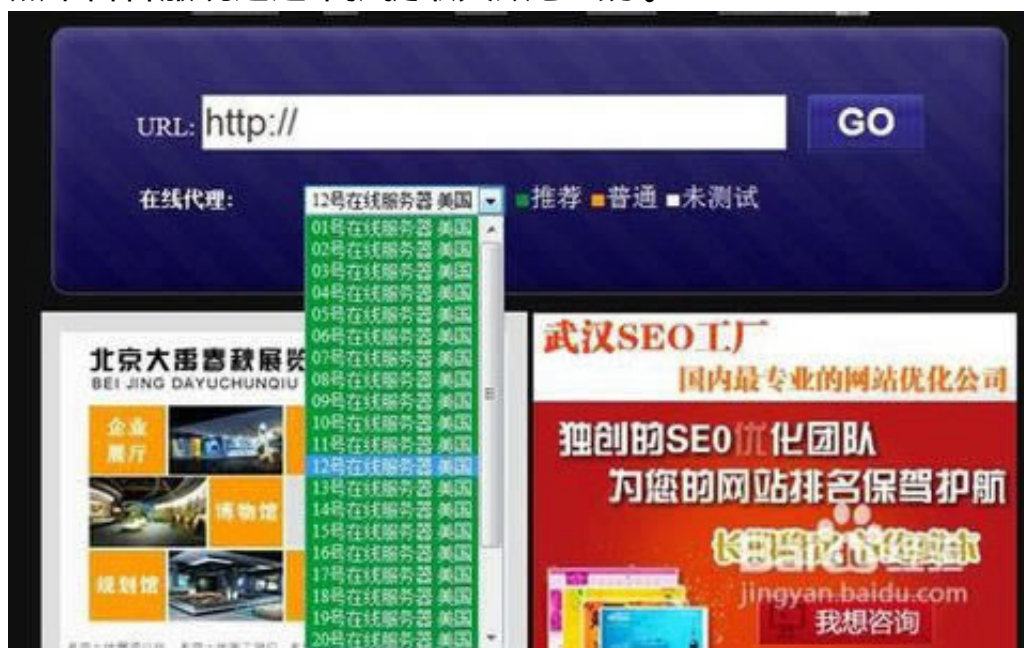 URL: http:// GO
在线代理: 12号在线服务器 美国 推荐 普通 未测试
01号在线服务器 美国
02号在线服务器 美国
03号在线服务器 美国
04号在线服务器 美国
05号在线服务器 美国
06号在线服务器 美国
07号在线服务器 美国
08号在线服务器 美国
09号在线服务器 美国
10号在线服务器 美国
11号在线服务器 美国
12号在线服务器 美国
13号在线服务器 美国
14号在线服务器 美国
15号在线服务器 美国
16号在线服务器 美国
17号在线服务器 美国
18号在线服务器 美国
19号在线服务器 美国
20号在线服务器 美国
北京大禹春秋展览
BEI JING DAYUCHUNQIU
企业
展厅
博物馆
规划馆
武汉SEO工厂
国内最专业的网站优化公司
独创的SEO优化团队
为您的网站排名保驾护航
jingyan.baidu.com
我想咨询